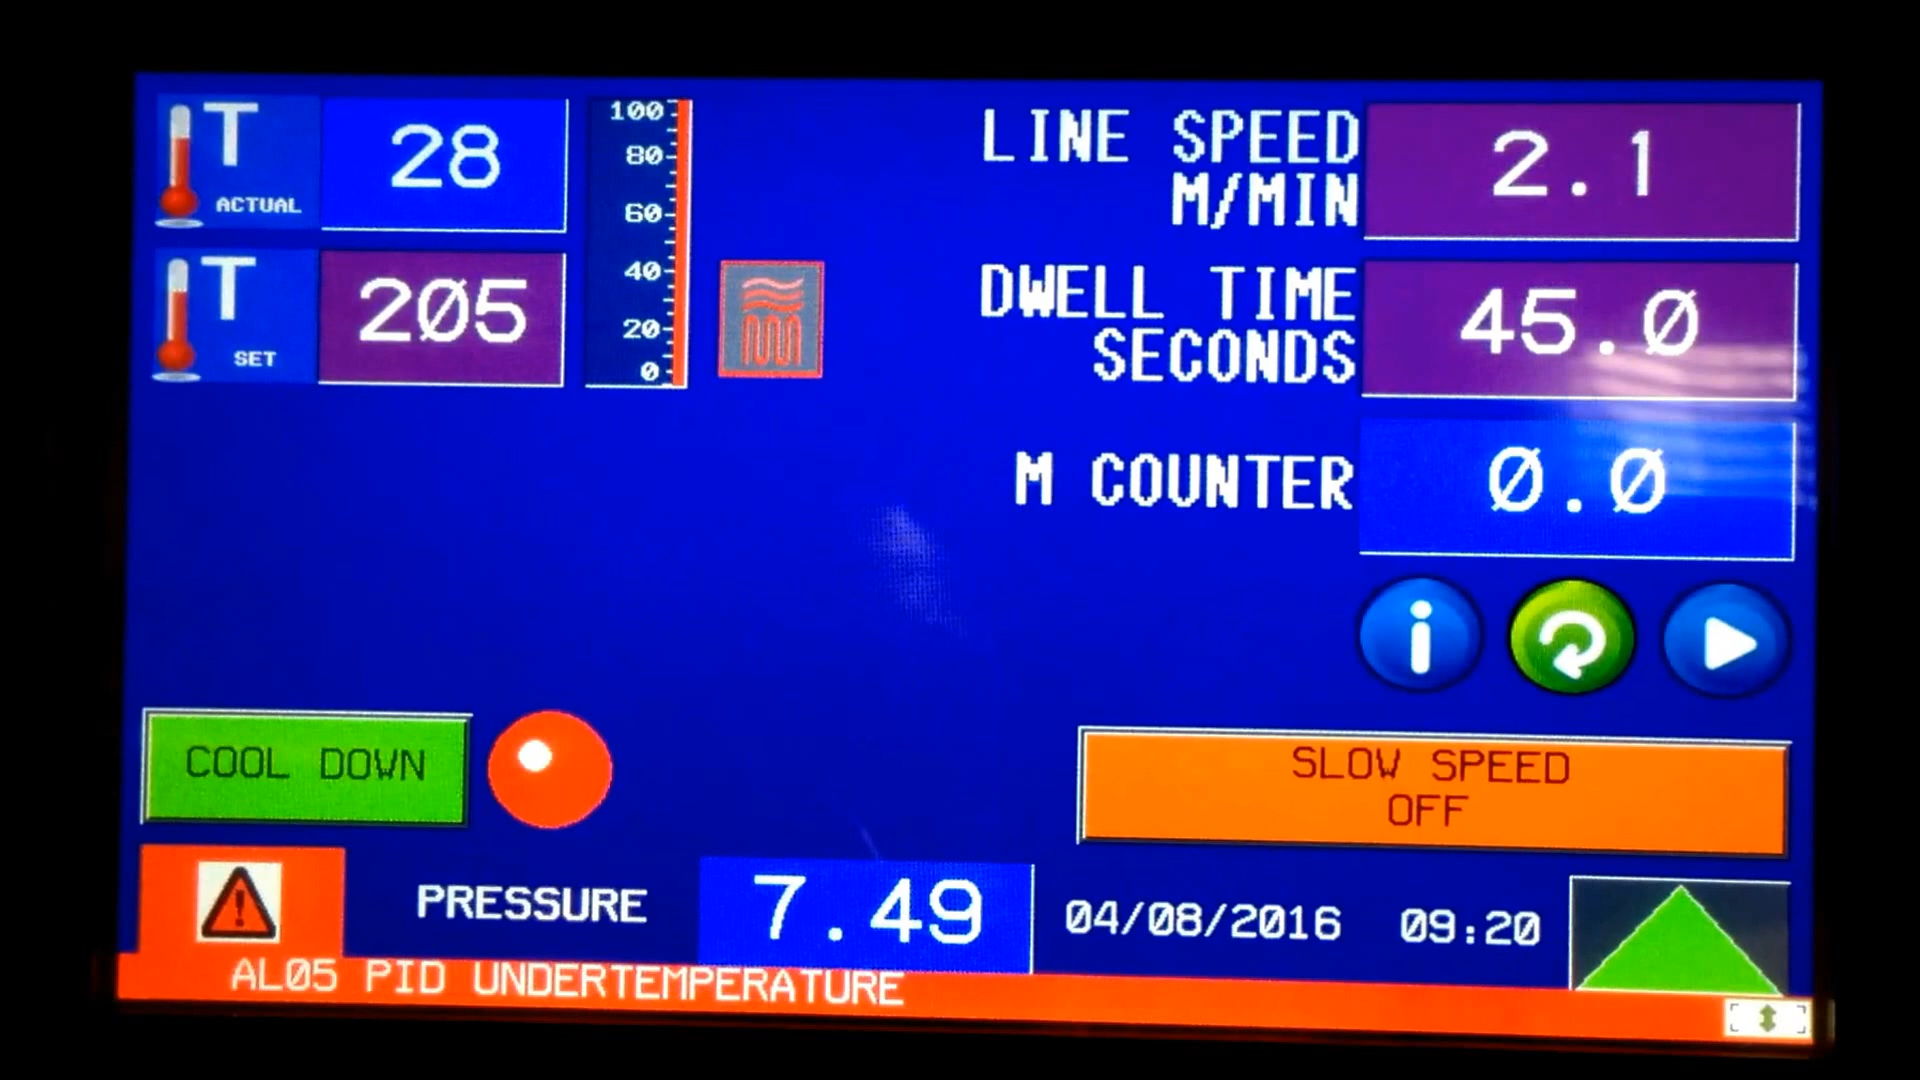 T
ACTUAL
28
T
SET
205
100
80
60
40
20
0
LINE SPEED
M/MIN
2.1
DWELL TIME
SECONDS
45.0
M COUNTER
0.0
i
COOL DOWN
SLOW SPEED
OFF
PRESSURE
7.49
04/08/2016 09:20
AL05 PID UNDERTEMPERATURE